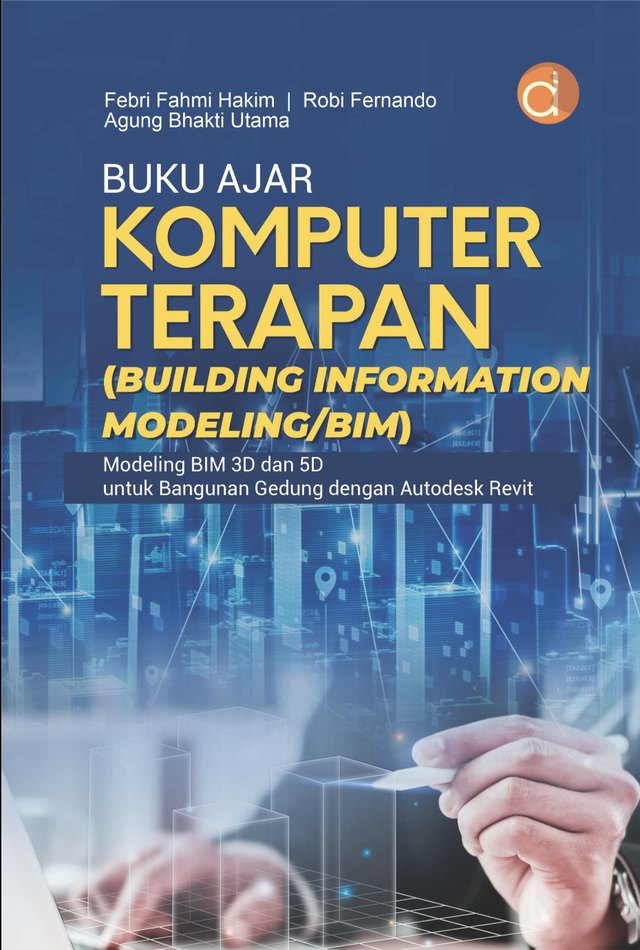 Febri Fahmi Hakim | Robi Fernando
Agung Bhakti Utama
BUKU AJAR
KOMPUTER
TERAPAN
(BUILDING INFORMATION
MODELING/BIM)
Modeling BIM 3D dan 5D
untuk Bangunan Gedung dengan Autodesk Revit